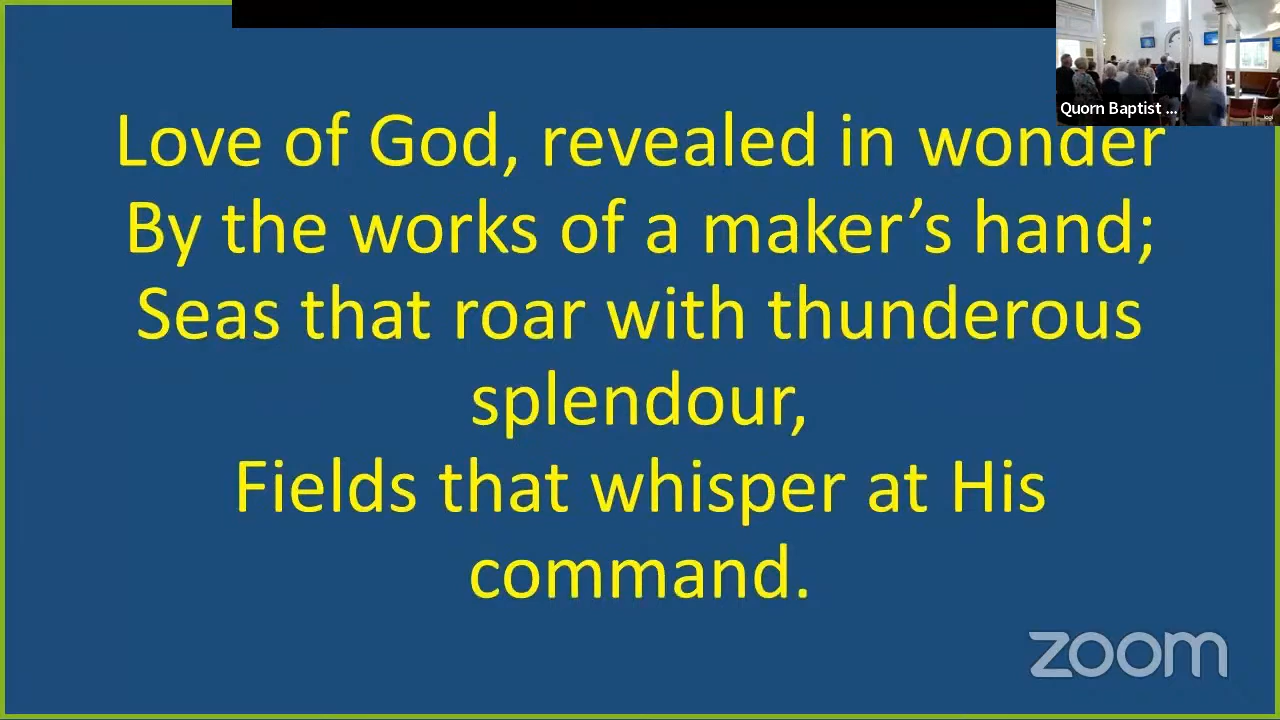 Quorn Baptist ...
Love of God, revealed in wonder
By the works of a maker’s hand;
Seas that roar with thunderous
splendour,
Fields that whisper at His
command.
zoom